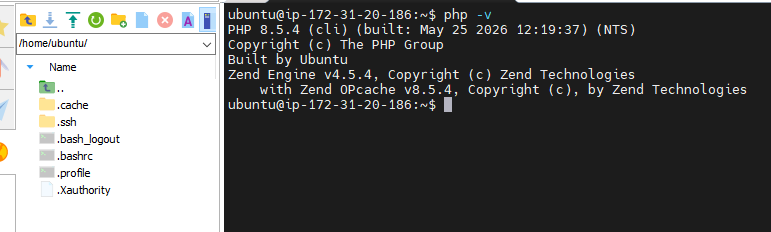 /home/ubuntu/
Name
..
.cache
.ssh
.bash_logout
.bashrc
.profile
.Xauthority
ubuntu@ip-172-31-20-186:~$ php -v
PHP 8.5.4 (cli) (built: May 25 2026 12:19:37) (NTS)
Copyright (c) The PHP Group
Built by Ubuntu
Zend Engine v4.5.4, Copyright (c) Zend Technologies
    with Zend OPcache v8.5.4, Copyright (c), by Zend Technologies
ubuntu@ip-172-31-20-186:~$